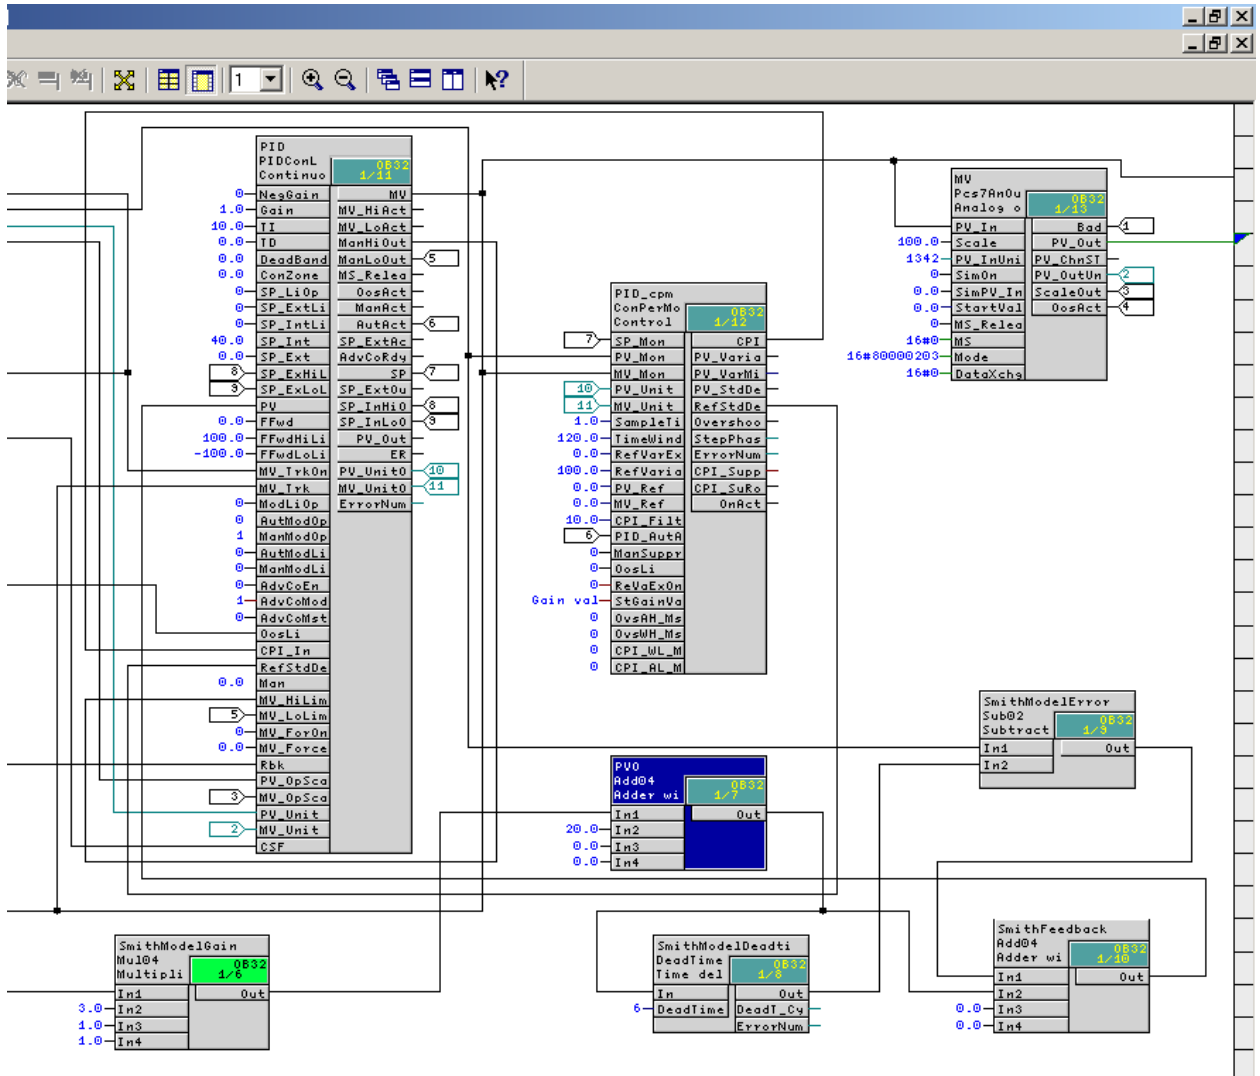 1
PID
PIDConL
Continuo
OB32
1/11
0 NegGain MV
1.0 Gain MV_HiAct
10.0 TI MV_LoAct
0.0 TD ManHiOut
0.0 DeadBand ManLoOut 5
0.0 ConZone MS_Relea
0 SP_LiOp OosAct
0 SP_ExtLi ManAct
0 SP_IntLi AutAct 6
40.0 SP_Int SP_ExtAc
0.0 SP_Ext AdvCoRdy
8 SP_ExHiL SP 7
9 SP_ExLoL SP_ExtOu
PV SP_InHiO 8
0.0 FFwd SP_InLoO 9
100.0 FFwdHiLi PV_Out
-100.0 FFwdLoLi ER
MV_TrkOn PV_UnitO 10
MV_Trk MV_UnitO 11
0 ModLiOp ErrorNum
0 AutModOp
1 ManModOp
0 AutModLi
0 ManModLi
0 AdvCoEn
1 AdvCoMod
0 AdvCoMst
OosLi
CPI_In
RefStdDe
0.0 Man
MV_HiLim
5 MV_LoLim
0 MV_ForOn
0.0 MV_Force
Rbk
PV_OpSca
3 MV_OpSca
PV_Unit
2 MV_Unit
CSF
PID_cpm
ConPerMo
Control
OB32
1/12
7 SP_Mon CPI
PV_Mon PV_Varia
MV_Mon PV_VarMi
10 PV_Unit PV_StdDe
11 MV_Unit RefStdDe
1.0 SampleTi Overshoo
120.0 TimeWind StepPhas
0.0 RefVarEx ErrorNum
100.0 RefVaria CPI_Supp
0.0 PV_Ref CPI_SuRo
0.0 MV_Ref OnAct
10.0 CPI_Filt
6 PID_AutA
0 ManSuppr
0 OosLi
0 ReVaExOn
Gain val StGainVa
0 OvsAH_Ms
0 OvsWH_Ms
0 CPI_WL_M
0 CPI_AL_M
MV
Pcs7AnOu
Analog o
OB32
1/13
PV_In Bad 1
100.0 Scale PV_Out
1342 PV_InUni PV_ChnST
0 SimOn PV_OutUn 2
0.0 SimPV_In ScaleOut 3
0.0 StartVal OosAct 4
0 MS_Relea
16#0 MS
16#80000203 Mode
16#0 DataXchg
SmithModelError
Sub02
Subtract
OB32
1/9
In1 Out
In2
PV0
Add04
Adder wi
OB32
1/7
In1 Out
20.0 In2
0.0 In3
0.0 In4
SmithModelGain
Mul04
Multipli
OB32
1/6
In1 Out
3.0 In2
1.0 In3
1.0 In4
SmithModelDeadti
DeadTime
Time del
OB32
1/8
In Out
6 DeadTime DeadT_Cy
ErrorNum
SmithFeedback
Add04
Adder wi
OB32
1/10
In1 Out
In2
0.0 In3
0.0 In4